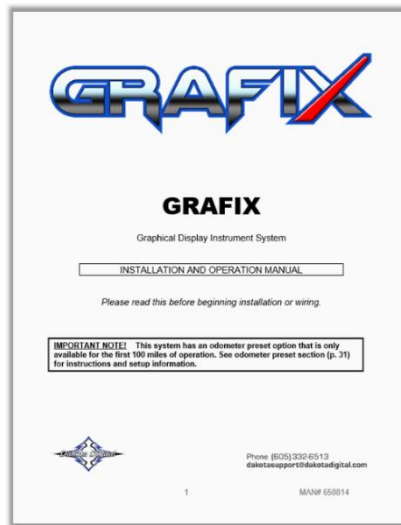 GRAFIX
GRAFIX
Graphical Display Instrument System
INSTALLATION AND OPERATION MANUAL
Please read this before beginning installation or wiring.
IMPORTANT NOTE! This system has an odometer preset option that is only
available for the first 100 miles of operation. See odometer preset section (p. 31)
for instructions and setup information.
Dakota Digital
Phone (605)332-6513
dakotasupport@dakotadigital.com
1
MAN# 650814